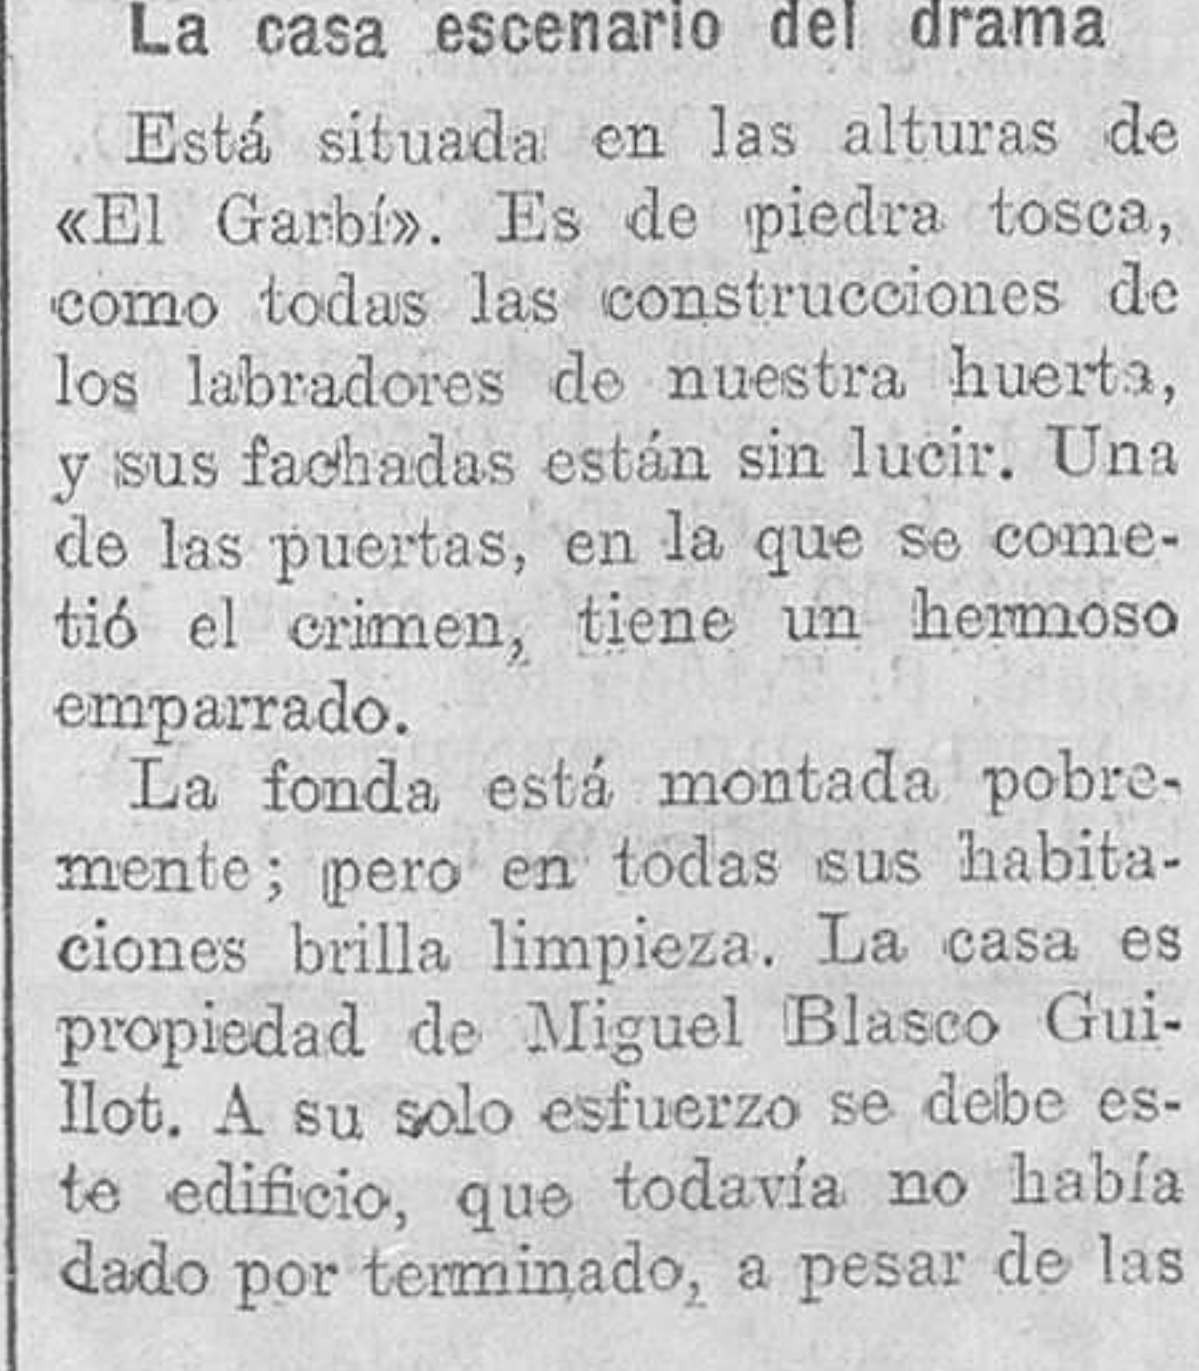 La casa escenario del drama
Está situada en las alturas de
«El Garbí». Es de piedra tosca,
como todas las construcciones de
los labradores de nuestra huerta,
y sus fachadas están sin lucir. Una
de las puertas, en la que se come-
tió el crimen, tiene un hermoso
emparrado.
La fonda está montada pobre-
mente; pero en todas sus habita-
ciones brilla limpieza. La casa es
propiedad de Miguel Blasco Gui-
llot. A su solo esfuerzo se debe es-
te edificio, que todavía no había
dado por terminado, a pesar de las